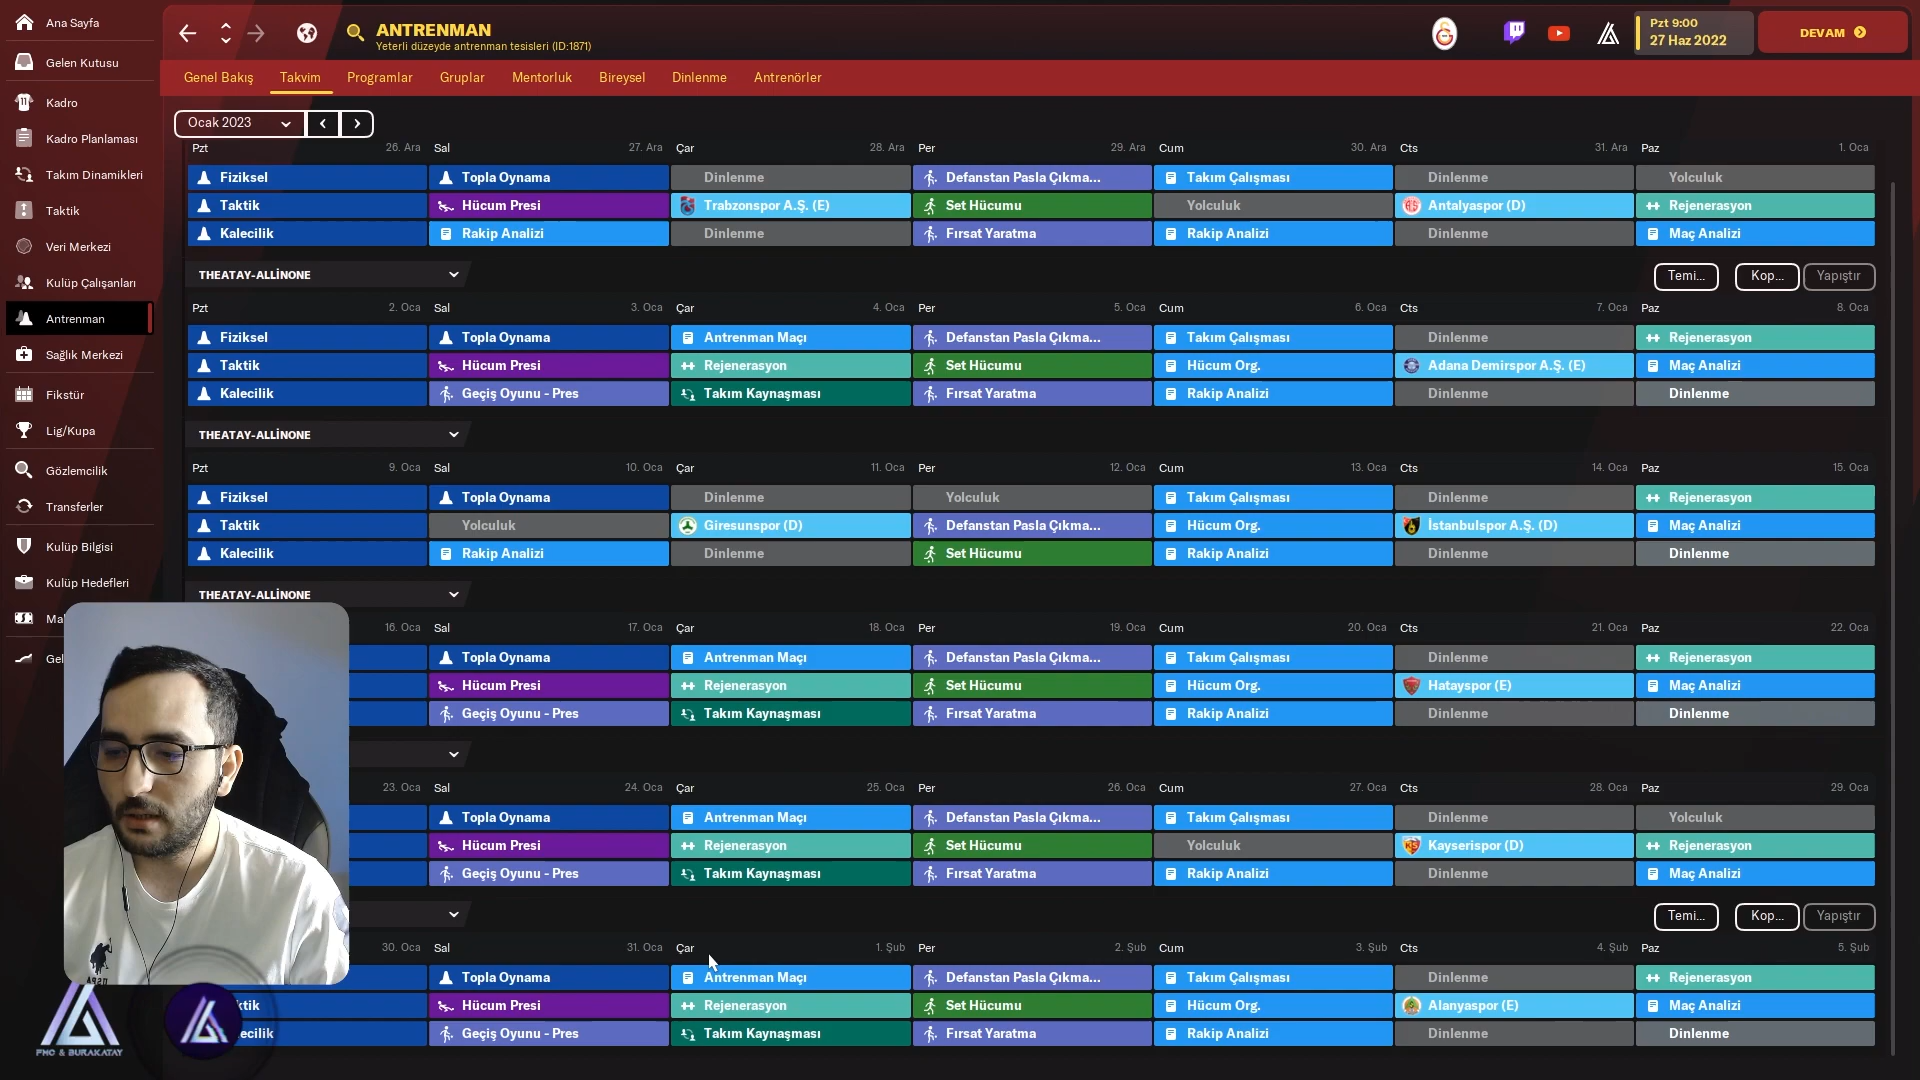 Ana Sayfa
Gelen Kutusu
Kadro
Kadro Planlaması
Takım Dinamikleri
Taktik
Veri Merkezi
Kulüp Çalışanları
Antrenman
Sağlık Merkezi
Fikstür
Lig/Kupa
Gözlemcilik
Transferler
Kulüp Bilgisi
Kulüp Hedefleri
ANTRENMAN
Yeterli düzeyde antrenman tesisleri (ID:1871)
Pzt 9:00
27 Haz 2022
DEVAM
Genel Bakış Takvim Programlar Gruplar Mentorluk Bireysel Dinlenme Antrenörler
Ocak 2023
Pzt 26. Ara Sal 27. Ara Çar 28. Ara Per 29. Ara Cum 30. Ara Cts 31. Ara Paz 1. Oca
Fiziksel Topla Oynama Dinlenme Defanstan Pasla Çıkma... Takım Çalışması Dinlenme Yolculuk
Taktik Hücum Presi Trabzonspor A.Ş. (E) Set Hücumu Yolculuk Antalyaspor (D) Rejenerasyon
Kalecilik Rakip Analizi Dinlenme Fırsat Yaratma Rakip Analizi Dinlenme Maç Analizi
THEATAY-ALLİNONE Temi... Kop... Yapıştır
Pzt 2. Oca Sal 3. Oca Çar 4. Oca Per 5. Oca Cum 6. Oca Cts 7. Oca Paz 8. Oca
Fiziksel Topla Oynama Antrenman Maçı Defanstan Pasla Çıkma... Takım Çalışması Dinlenme Rejenerasyon
Taktik Hücum Presi Rejenerasyon Set Hücumu Hücum Org. Adana Demirspor A.Ş. (E) Maç Analizi
Kalecilik Geçiş Oyunu - Pres Takım Kaynaşması Fırsat Yaratma Rakip Analizi Dinlenme Dinlenme
THEATAY-ALLİNONE
Pzt 9. Oca Sal 10. Oca Çar 11. Oca Per 12. Oca Cum 13. Oca Cts 14. Oca Paz 15. Oca
Fiziksel Topla Oynama Dinlenme Yolculuk Takım Çalışması Dinlenme Rejenerasyon
Taktik Yolculuk Giresunspor (D) Defanstan Pasla Çıkma... Hücum Org. İstanbulspor A.Ş. (D) Maç Analizi
Kalecilik Rakip Analizi Dinlenme Set Hücumu Rakip Analizi Dinlenme Dinlenme
THEATAY-ALLİNONE
16. Oca Sal 17. Oca Çar 18. Oca Per 19. Oca Cum 20. Oca Cts 21. Oca Paz 22. Oca
Topla Oynama Antrenman Maçı Defanstan Pasla Çıkma... Takım Çalışması Dinlenme Rejenerasyon
Hücum Presi Rejenerasyon Set Hücumu Hücum Org. Hatayspor (E) Maç Analizi
Geçiş Oyunu - Pres Takım Kaynaşması Fırsat Yaratma Rakip Analizi Dinlenme Dinlenme
23. Oca Sal 24. Oca Çar 25. Oca Per 26. Oca Cum 27. Oca Cts 28. Oca Paz 29. Oca
Topla Oynama Antrenman Maçı Defanstan Pasla Çıkma... Takım Çalışması Dinlenme Yolculuk
Hücum Presi Rejenerasyon Set Hücumu Yolculuk Kayserispor (D) Rejenerasyon
Geçiş Oyunu - Pres Takım Kaynaşması Fırsat Yaratma Rakip Analizi Dinlenme Maç Analizi
Temi... Kop... Yapıştır
30. Oca Sal 31. Oca Çar 1. Şub Per 2. Şub Cum 3. Şub Cts 4. Şub Paz 5. Şub
Topla Oynama Antrenman Maçı Defanstan Pasla Çıkma... Takım Çalışması Dinlenme Rejenerasyon
Hücum Presi Rejenerasyon Set Hücumu Hücum Org. Alanyaspor (E) Maç Analizi
Geçiş Oyunu - Pres Takım Kaynaşması Fırsat Yaratma Rakip Analizi Dinlenme Dinlenme
FMC & BURAKATAY